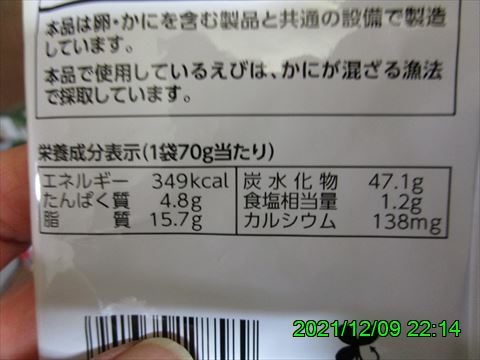 本品は卵・かにを含む製品と共通の設備で製造
しています。
本品で使用しているえびは、かにが混ざる漁法
で採取しています。
栄養成分表示(1袋70g当たり)
エネルギー 349kcal 炭水化物 47.1g
たんぱく質 4.8g 食塩相当量 1.2g
脂質 15.7g カルシウム 138mg
2021/12/09 22:14